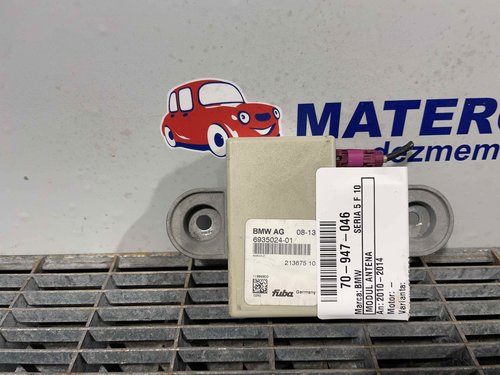 MATERO
dezmem
BMW AG 08-13
6935024-01
213675 10
fuba Germany
70-947-046
Marca: BMW SERIA 5 F 10
MODUL ANTENA
An: 2010-2014
Motor: -
Varianta: